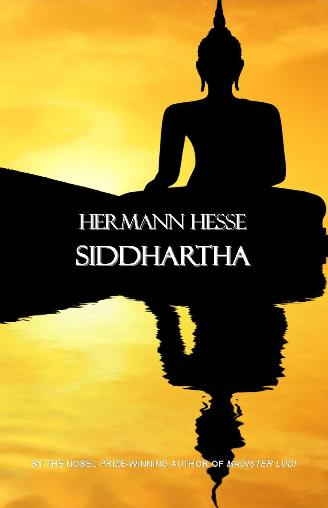 HERMANN HESSE
SIDDHARTHA
BY THE NOBEL PRIZE-WINNING AUTHOR OF MAGISTER LUDI